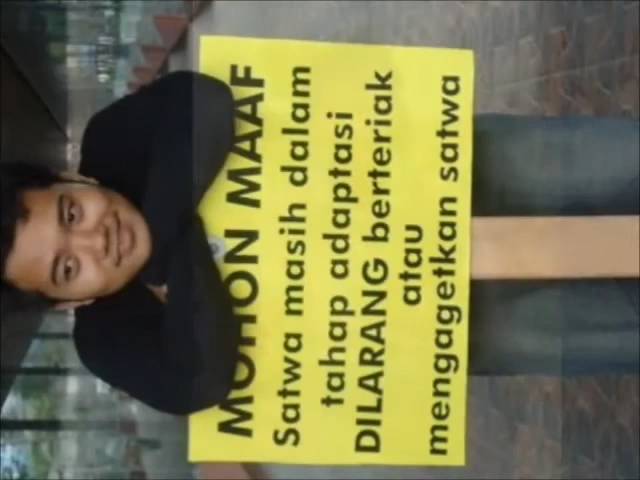 MOHON MAAF
Satwa masih dalam
tahap adaptasi
DILARANG berteriak
atau
mengagetkan satwa